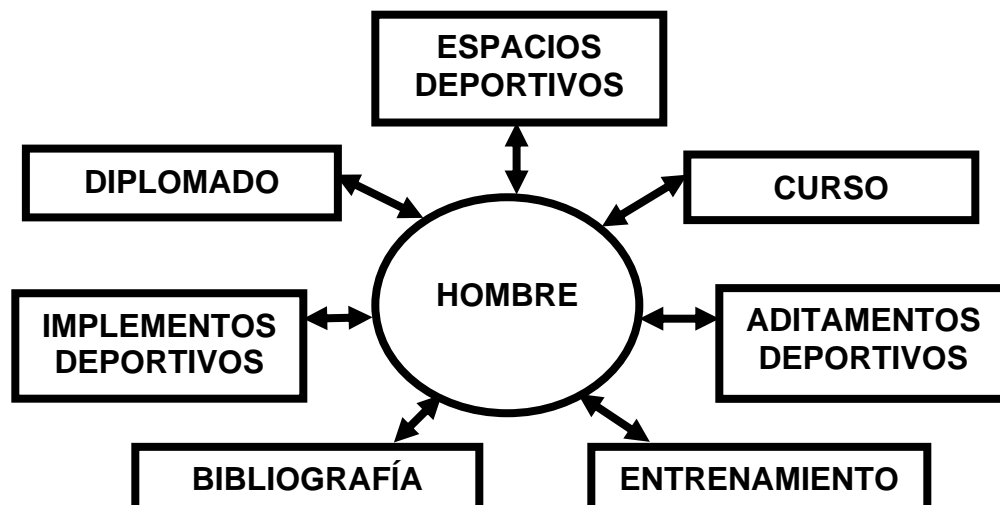 ESPACIOS
DEPORTIVOS
DIPLOMADO
CURSO
HOMBRE
IMPLEMENTOS
DEPORTIVOS
ADITAMENTOS
DEPORTIVOS
BIBLIOGRAFÍA
ENTRENAMIENTO